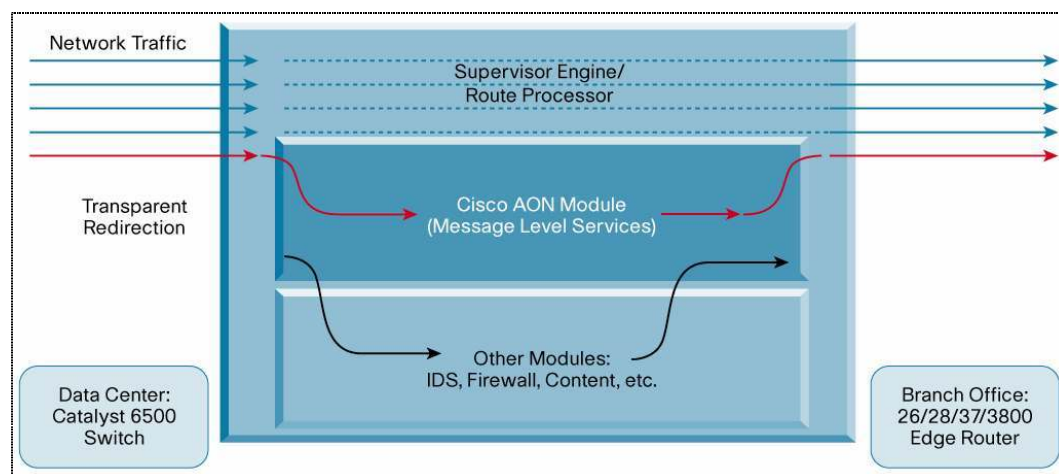 Network Traffic
Supervisor Engine/
Route Processor
Transparent
Redirection
Cisco AON Module
(Message Level Services)
Other Modules:
IDS, Firewall, Content, etc.
Data Center:
Catalyst 6500
Switch
Branch Office:
26/28/37/3800
Edge Router